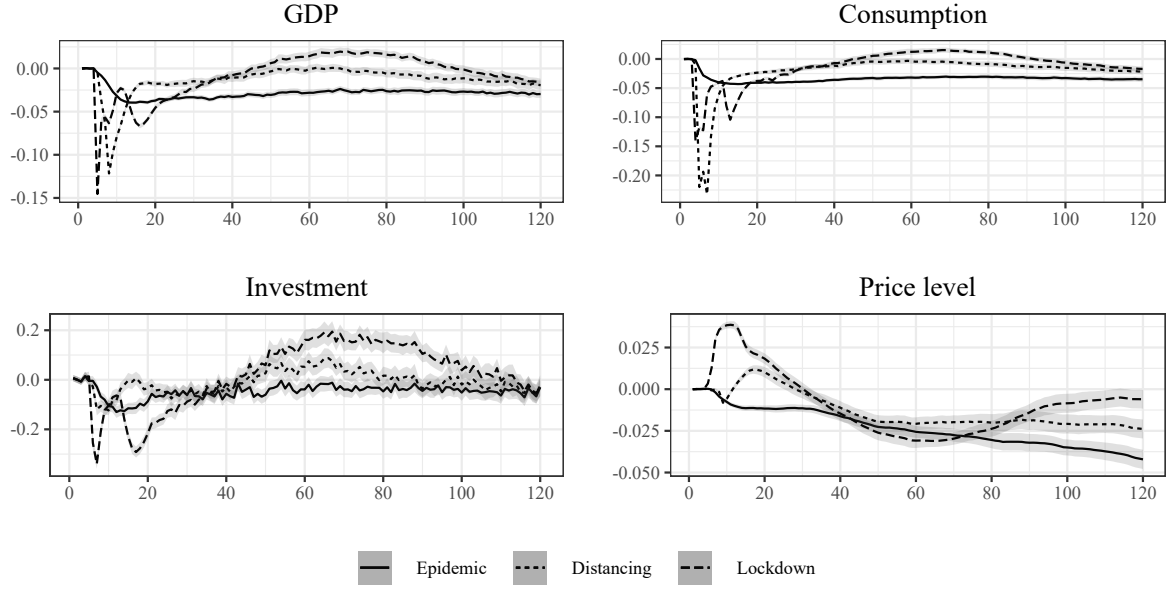 GDP
Consumption
0.00
-0.05
-0.10
-0.15
0 20 40 60 80 100 120
0.00
-0.05
-0.10
-0.15
-0.20
0 20 40 60 80 100 120
Investment
Price level
0.2
0.0
-0.2
0 20 40 60 80 100 120
0.025
0.000
-0.025
-0.050
0 20 40 60 80 100 120
Epidemic Distancing Lockdown